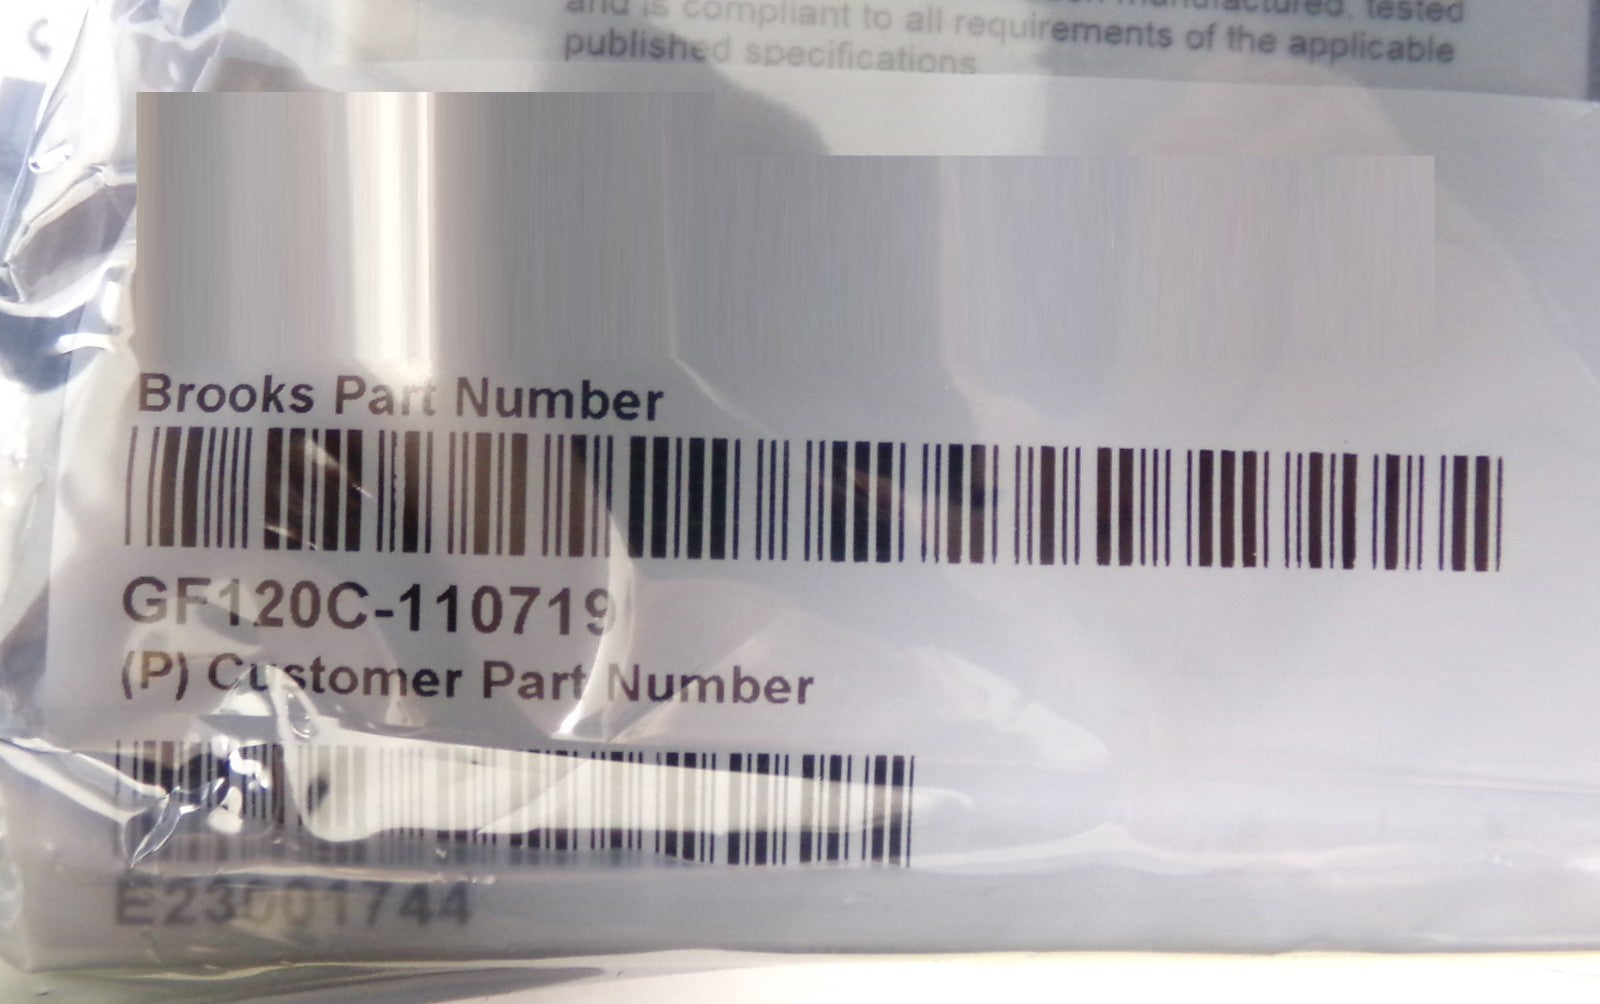 and is compliant to all requirements of the applicable
published specifications
Brooks Part Number
GF120C-110719
(P) Customer Part Number
E23001744